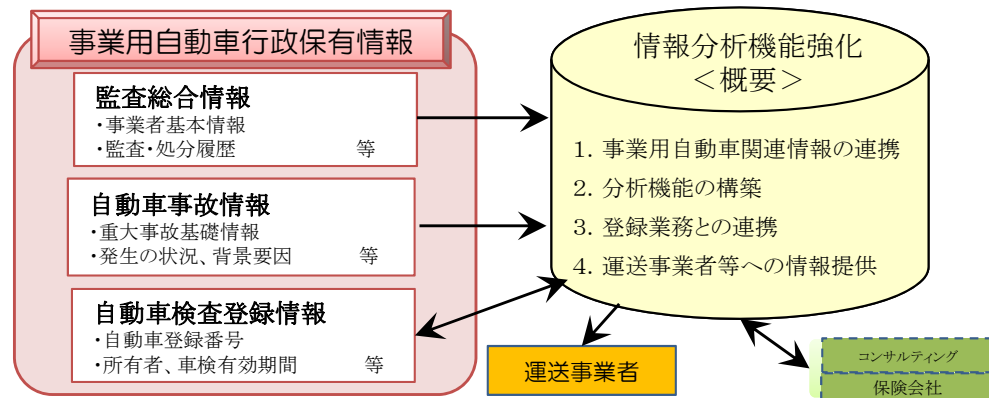 事業用自動車行政保有情報
監査総合情報
・事業者基本情報
・監査・処分履歴 等
自動車事故情報
・重大事故基礎情報
・発生の状況、背景要因 等
自動車検査登録情報
・自動車登録番号
・所有者、車検有効期間 等
情報分析機能強化
<概要>
1. 事業用自動車関連情報の連携
2. 分析機能の構築
3. 登録業務との連携
4. 運送事業者等への情報提供
運送事業者
コンサルティング
保険会社